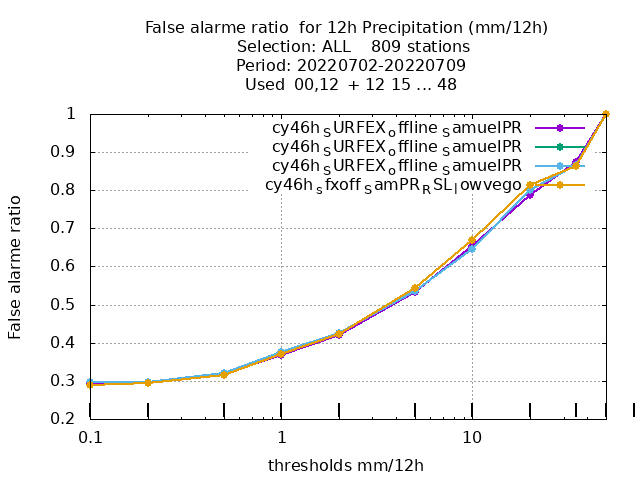 False alarme ratio  for 12h Precipitation (mm/12h)
Selection: ALL    809 stations
Period: 20220702-20220709
Used  00,12  + 12 15 ... 48
cy46h_SURFEX_offline_SamuelPR
cy46h_SURFEX_offline_SamuelPR
cy46h_SURFEX_offline_SamuelPR
cy46h_sfxoff_SamPR_RSL_lowvego
1
0.9
0.8
0.7
0.6
0.5
0.4
0.3
0.2
False alarme ratio
0.1 1 10
thresholds mm/12h